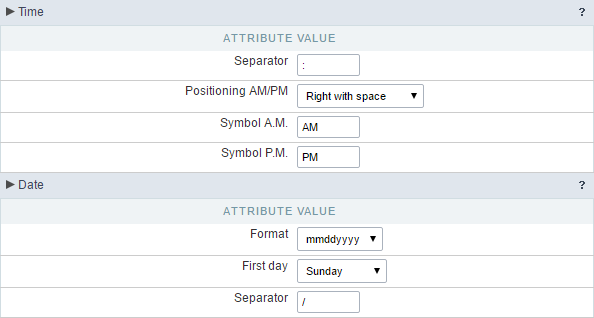 ▶ Time ?
ATTRIBUTE VALUE
Separator :
Positioning AM/PM Right with space ▼
Symbol A.M. AM
Symbol P.M. PM
▶ Date ?
ATTRIBUTE VALUE
Format mmddyyyy ▼
First day Sunday ▼
Separator /